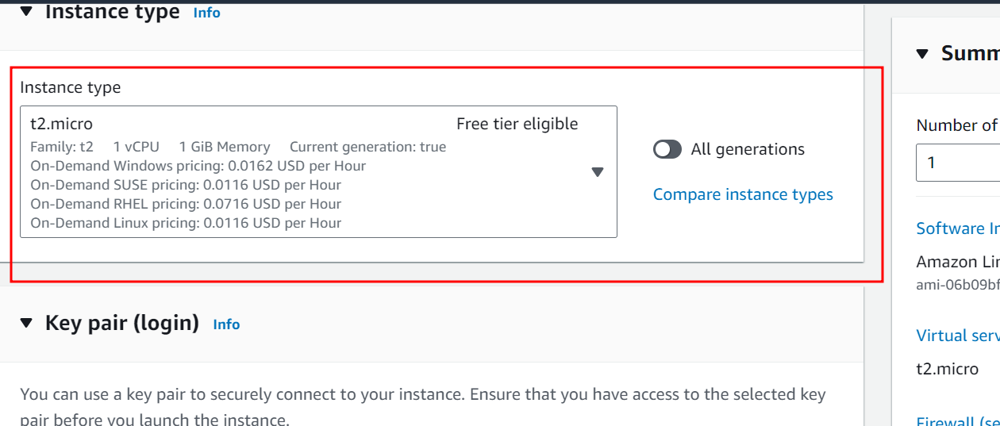 Instance type Info
Instance type
t2.micro Free tier eligible
Family: t2 1 vCPU 1 GiB Memory Current generation: true
On-Demand Windows pricing: 0.0162 USD per Hour
On-Demand SUSE pricing: 0.0116 USD per Hour
On-Demand RHEL pricing: 0.0716 USD per Hour
On-Demand Linux pricing: 0.0116 USD per Hour
All generations
Compare instance types
Key pair (login) Info
You can use a key pair to securely connect to your instance. Ensure that you have access to the selected key
pair before you launch the instance.
Summ
Number of
1
Software I
Amazon Li
ami-06b09bf
Virtual serv
t2.micro
Firewall (se